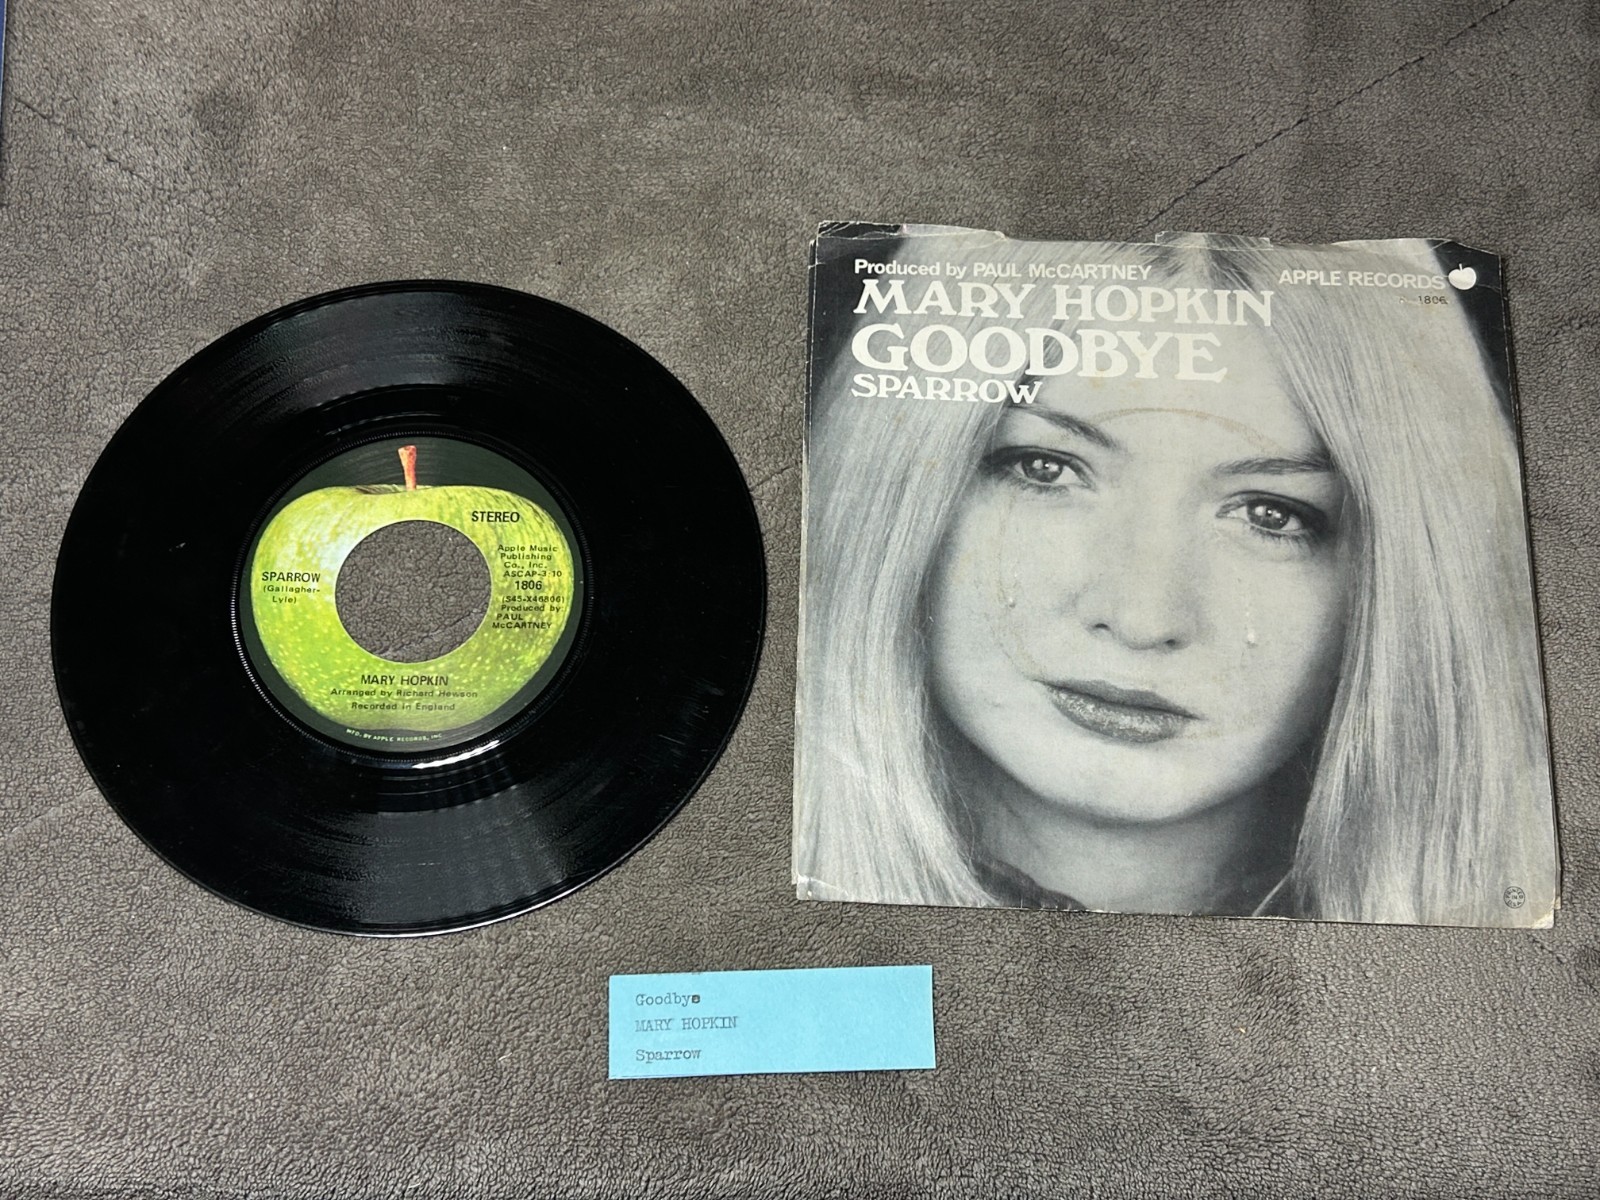 STEREO
Apple Music
Publishing
Co., Inc.
ASCAP-3:10
1806
(S45-X46806)
Produced by:
PAUL
McCARTNEY
SPARROW
(Gallagher-
Lyle)
MARY HOPKIN
Arranged by Richard Hewson
Recorded in England
MFD. BY APPLE RECORDS, INC.
Produced by PAUL McCARTNEY
MARY HOPKIN
GOODBYE
SPARROW
APPLE RECORDS
1806
Goodbye
MARY HOPKIN
Sparrow